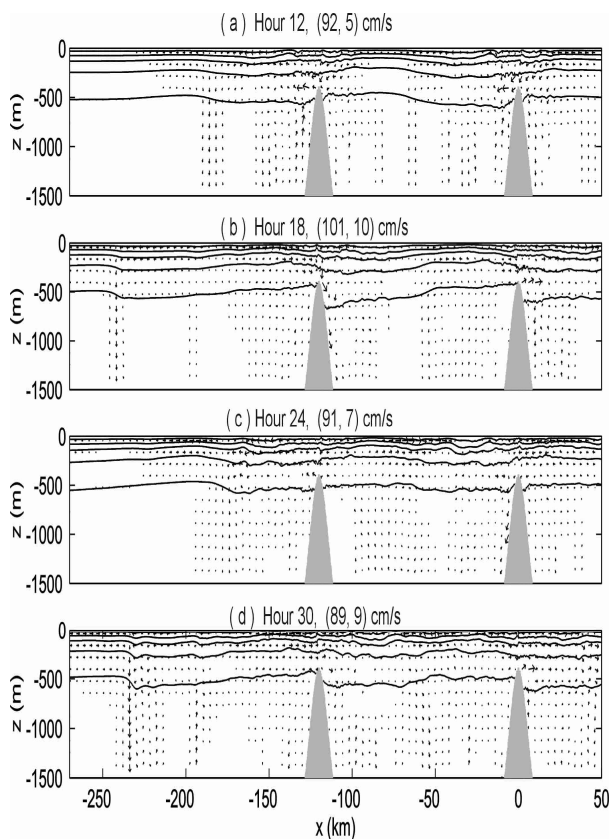 ( a ) Hour 12, (92, 5) cm/s
0
-500
-1000
-1500
z (m)
( b ) Hour 18, (101, 10) cm/s
0
-500
-1000
-1500
z (m)
( c ) Hour 24, (91, 7) cm/s
0
-500
-1000
-1500
z (m)
( d ) Hour 30, (89, 9) cm/s
0
-500
-1000
-1500
z (m)
-250 -200 -150 -100 -50 0 50
x (km)